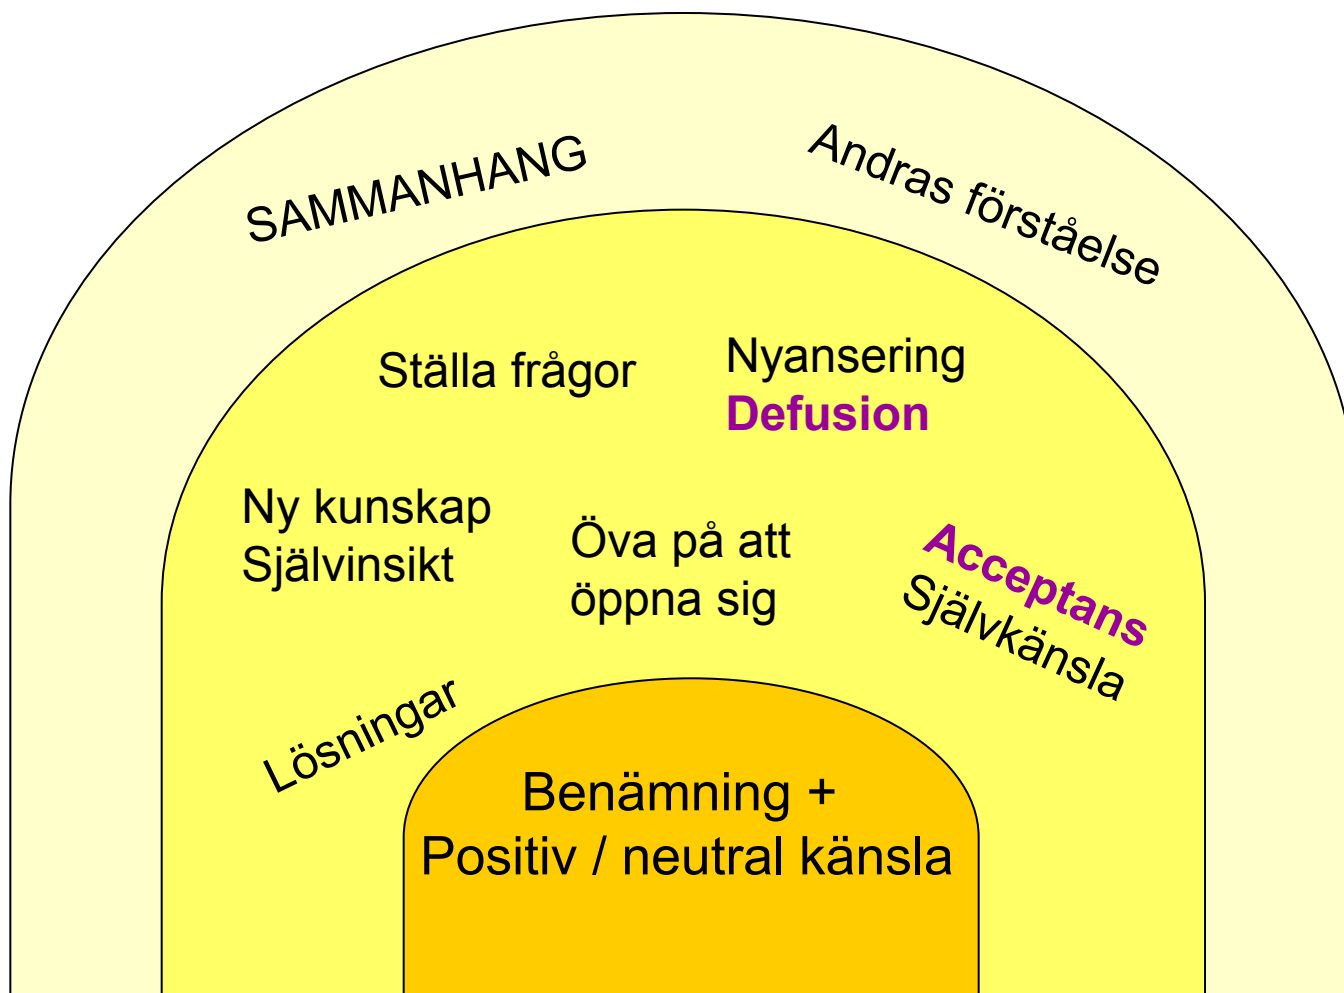 SAMMANHANG
Andras förståelse
Ställa frågor
Nyansering
Defusion
Ny kunskap
Självinsikt
Öva på att
öppna sig
Acceptans
Självkänsla
Lösningar
Benämning +
Positiv / neutral känsla